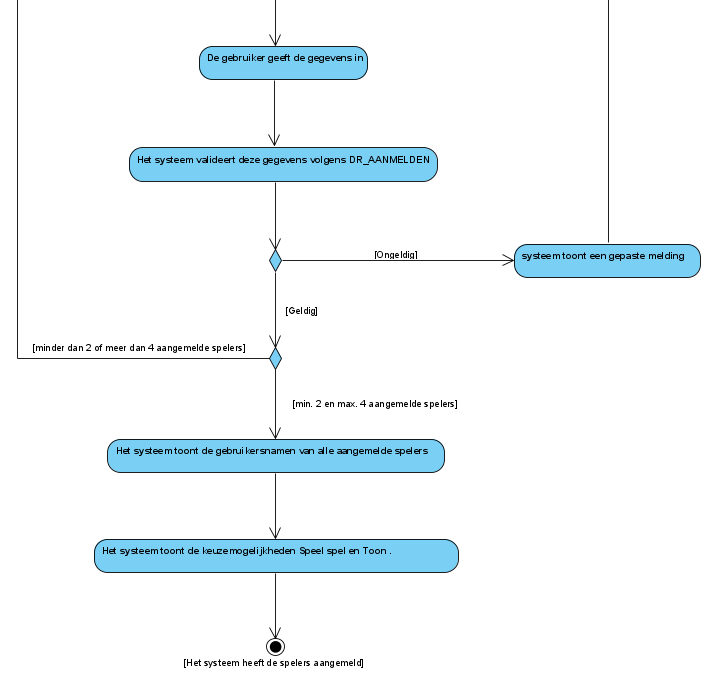 De gebruiker geeft de gegevens in
Het systeem valideert deze gegevens volgens DR_AANMELDEN
[Ongeldig]
systeem toont een gepaste melding
[Geldig]
[minder dan 2 of meer dan 4 aangemelde spelers]
[min. 2 en max. 4 aangemelde spelers]
Het systeem toont de gebruikersnamen van alle aangemelde spelers
Het systeem toont de keuzemogelijkheden Speel spel en Toon .
[Het systeem heeft de spelers aangemeld]